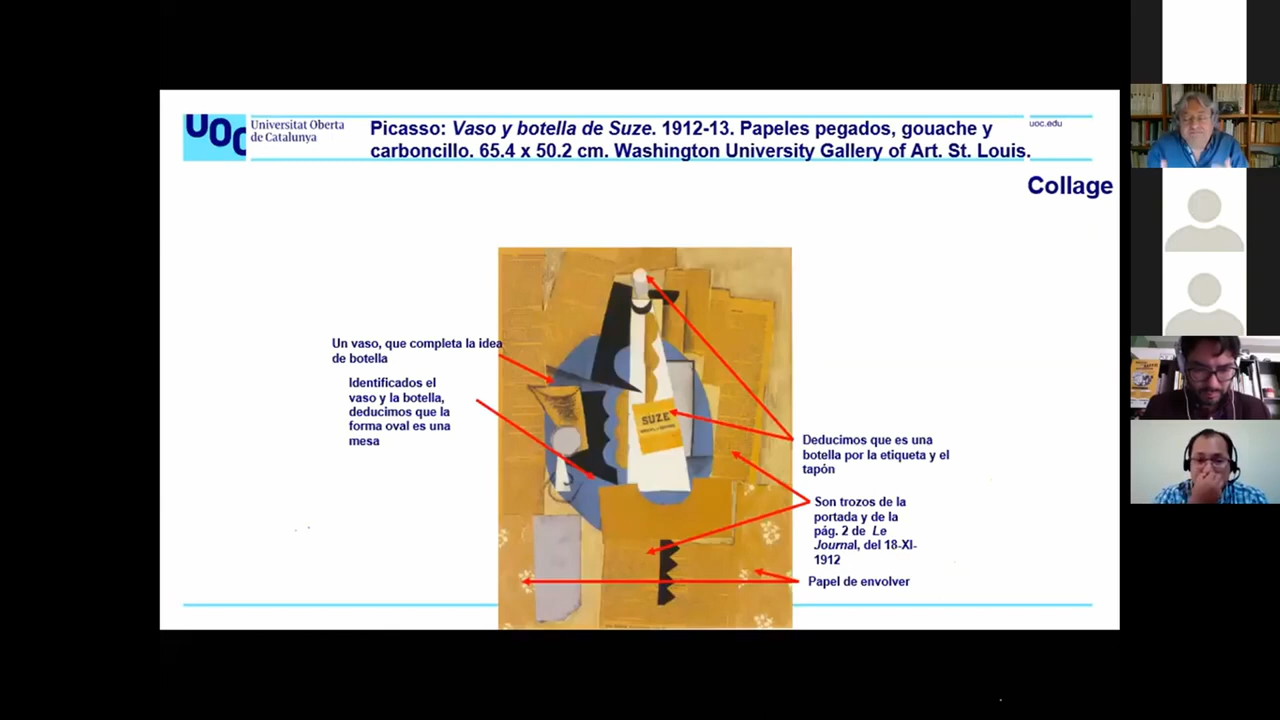 UOC
Universitat Oberta
de Catalunya
Picasso: Vaso y botella de Suze. 1912-13. Papeles pegados, gouache y
carboncillo. 65.4 x 50.2 cm. Washington University Gallery of Art. St. Louis.
uoc.edu
Collage
Un vaso, que completa la idea
de botella
Identificados el
vaso y la botella,
deducimos que la
forma oval es una
mesa
SUZE
Deducimos que es una
botella por la etiqueta y el
tapón
Son trozos de la
portada y de la
pág. 2 de Le
Journal, del 18-XI-
1912
Papel de envolver